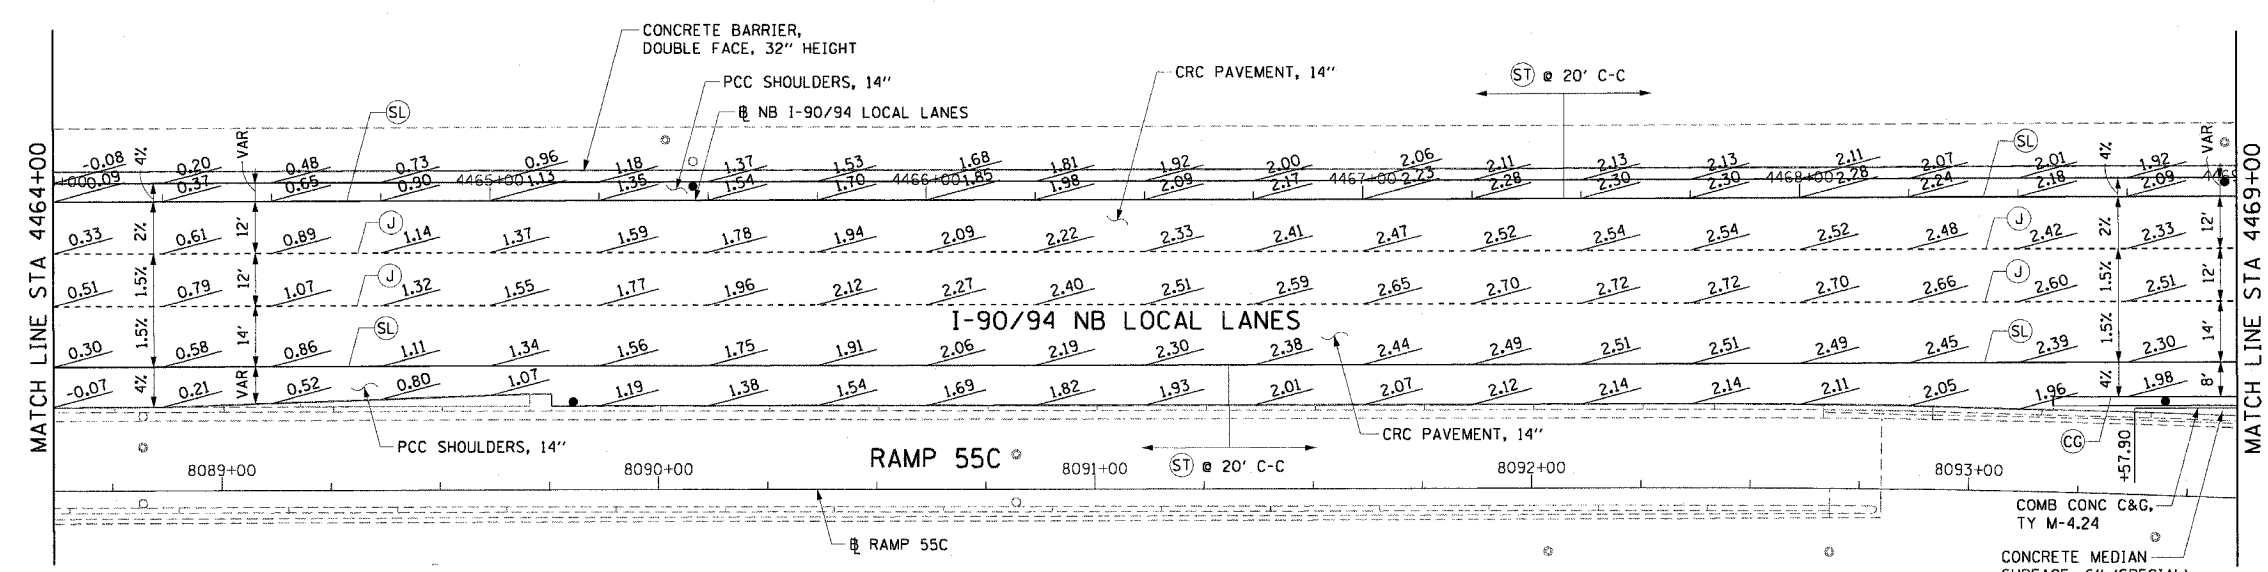 CONCRETE BARRIER,
DOUBLE FACE, 32" HEIGHT
PCC SHOULDERS, 14"
CRC PAVEMENT, 14"
ST @ 20' C-C
℄ NB I-90/94 LOCAL LANES
SL
MATCH LINE STA 4464+00
-0.08 4% 0.20 VAR 0.48 0.73 0.96 1.18 1.37 1.53 1.68 1.81 1.92 2.00 2.06 2.11 2.13 2.13 2.11 2.07 SL 2.01 4% 1.92 VAR
+00 0.09 0.37 0.65 0.90 4465+00 1.13 1.35 1.54 1.70 4466+00 1.85 1.98 2.09 2.17 4467+00 2.23 2.28 2.30 2.30 4468+00 2.28 2.24 2.18 2.09
0.33 2% 0.61 12' 0.89 J 1.14 1.37 1.59 1.78 1.94 2.09 2.22 2.33 2.41 2.47 2.52 2.54 2.54 2.52 2.48 J 2.42 2% 2.33 12'
0.51 1.5% 0.79 12' 1.07 J 1.32 1.55 1.77 1.96 2.12 2.27 2.40 2.51 2.59 2.65 2.70 2.72 2.72 2.70 2.66 J 2.60 1.5% 2.51 12'
I-90/94 NB LOCAL LANES
0.30 1.5% 0.58 14' 0.86 SL 1.11 1.34 1.56 1.75 1.91 2.06 2.19 2.30 2.38 2.44 2.49 2.51 2.51 2.49 2.45 SL 2.39 1.5% 2.30 14'
-0.07 4% 0.21 VAR 0.52 0.80 1.07 1.19 1.38 1.54 1.69 1.82 1.93 2.01 2.07 2.12 2.14 2.14 2.11 2.05 1.96 4% 1.98 8'
MATCH LINE STA 4469+00
PCC SHOULDERS, 14"
CRC PAVEMENT, 14"
CG
+57.90
RAMP 55C
ST @ 20' C-C
8089+00 8090+00 8091+00 8092+00 8093+00
COMB CONC C&G,
TY M-4.24
℄ RAMP 55C
CONCRETE MEDIAN